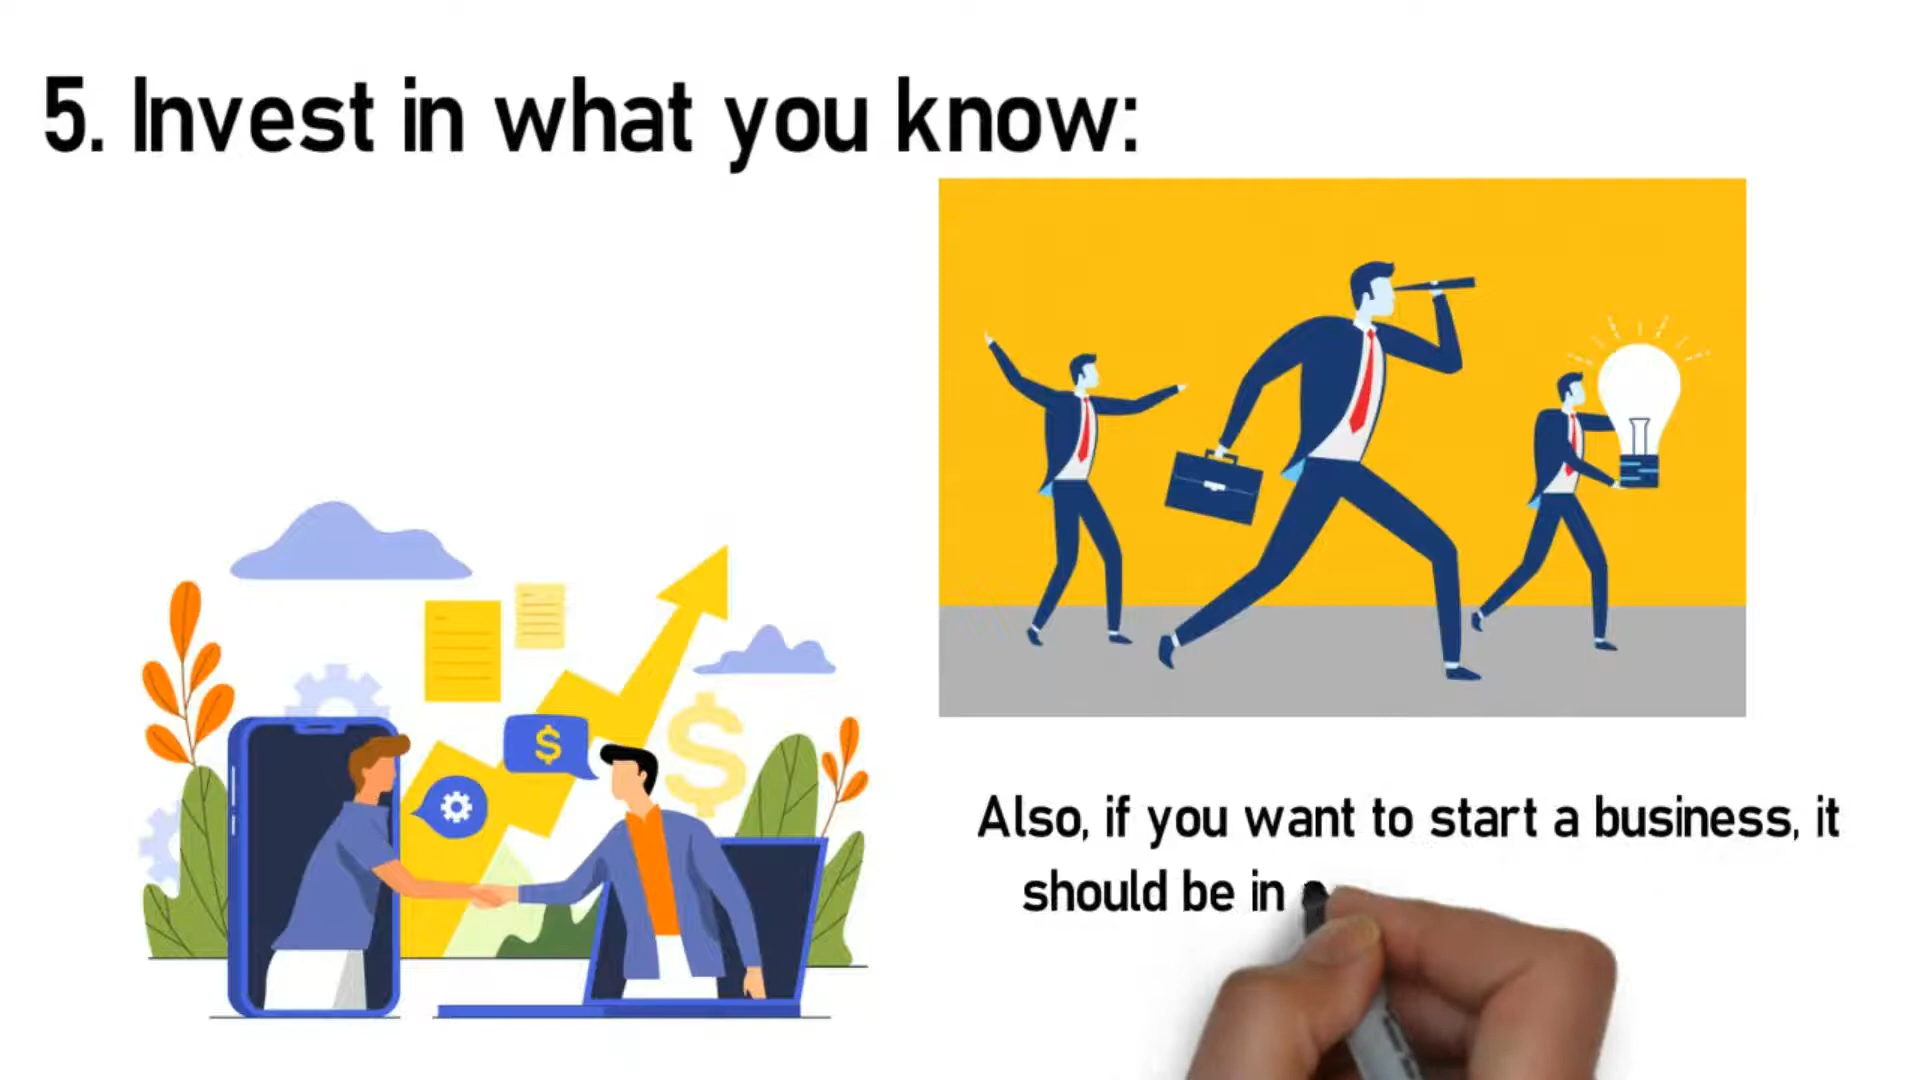 5. Invest in what you know:
$
$
Also, if you want to start a business, it
should be in